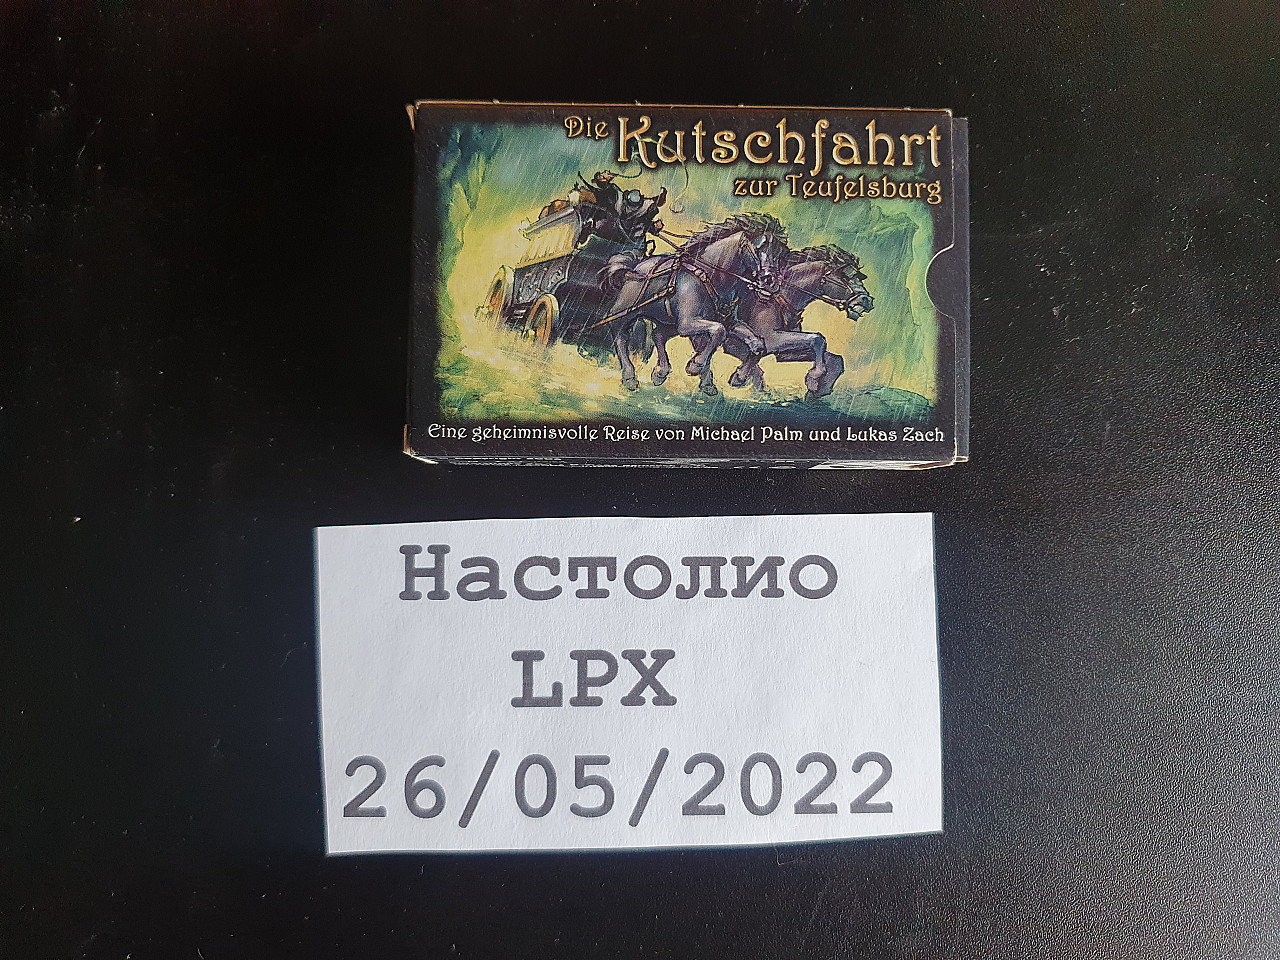 Die Kutschfahrt
zur Teufelsburg
Eine geheimnisvolle Reise von Michael Palm und Lukas Zach
Настолио
LPX
26/05/2022